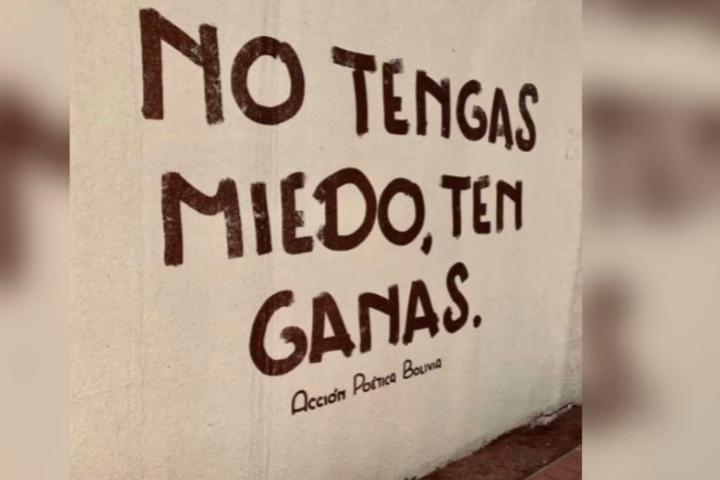 NO TENGAS
MIEDO, TEN
GANAS.
ACCIÓN POÉTICA BOLIVIA